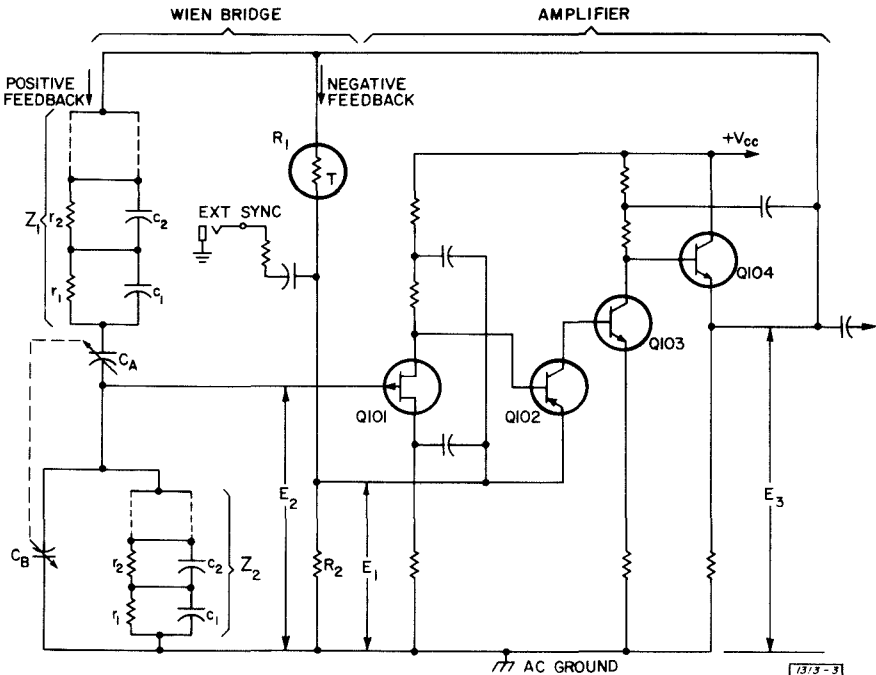 WIEN BRIDGE
AMPLIFIER
POSITIVE
FEEDBACK
NEGATIVE
FEEDBACK
+Vcc
R1
T
EXT SYNC
Z1
r2
c2
r1
c1
Q104
Q103
CA
Q101
Q102
E2
E3
CB
r2
c2
Z2
r1
c1
R2
E1
AC GROUND
1313-3